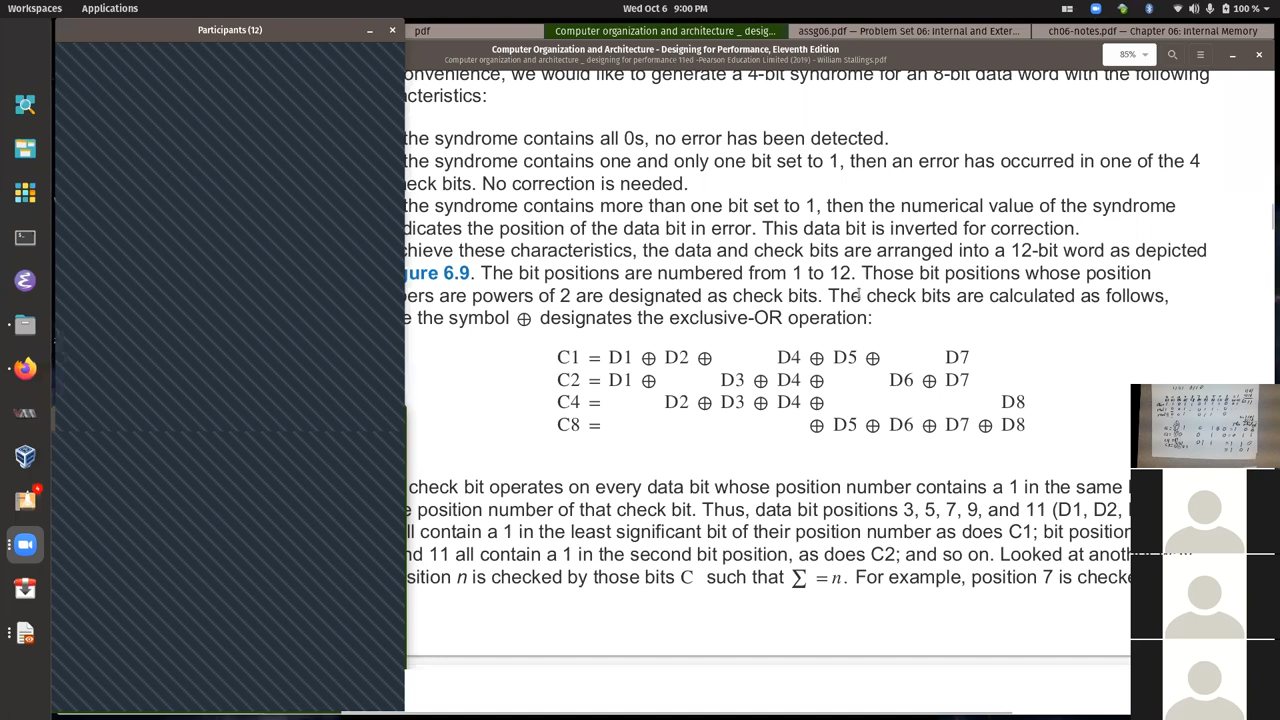 Workspaces Applications Wed Oct 6 9:00 PM 100 %
Participants (12)
pdf Computer organization and architecture _ desig... assg06.pdf — Problem Set 06: Internal and Exter... ch06-notes.pdf — Chapter 06: Internal Memory
Computer Organization and Architecture - Designing for Performance, Eleventh Edition
Computer organization and architecture _ designing for performance 11ed -Pearson Education Limited (2019) - William Stallings.pdf
85%
onvenience, we would like to generate a 4-bit syndrome for an 8-bit data word with the following
cteristics:
the syndrome contains all 0s, no error has been detected.
the syndrome contains one and only one bit set to 1, then an error has occurred in one of the 4
eck bits. No correction is needed.
the syndrome contains more than one bit set to 1, then the numerical value of the syndrome
dicates the position of the data bit in error. This data bit is inverted for correction.
chieve these characteristics, the data and check bits are arranged into a 12-bit word as depicted
gure 6.9. The bit positions are numbered from 1 to 12. Those bit positions whose position
bers are powers of 2 are designated as check bits. The check bits are calculated as follows,
e the symbol ⊕ designates the exclusive-OR operation:
C1 = D1 ⊕ D2 ⊕ D4 ⊕ D5 ⊕ D7
C2 = D1 ⊕ D3 ⊕ D4 ⊕ D6 ⊕ D7
C4 = D2 ⊕ D3 ⊕ D4 ⊕ D8
C8 = ⊕ D5 ⊕ D6 ⊕ D7 ⊕ D8
check bit operates on every data bit whose position number contains a 1 in the same
e position number of that check bit. Thus, data bit positions 3, 5, 7, 9, and 11 (D1, D2,
ll contain a 1 in the least significant bit of their position number as does C1; bit position
nd 11 all contain a 1 in the second bit position, as does C2; and so on. Looked at anoth
sition n is checked by those bits C such that ∑ = n. For example, position 7 is checke